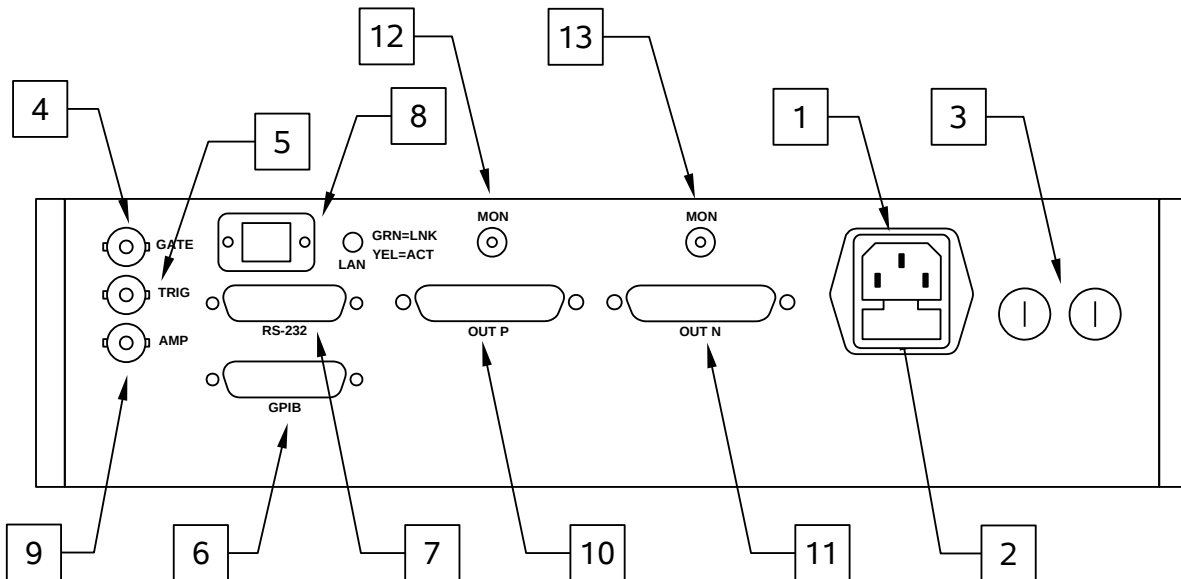 12
13
4
5
8
1
3
MON
MON
GATE
GRN=LNK
YEL=ACT
LAN
TRIG
RS-232
OUT P
OUT N
AMP
GPIB
9
6
7
10
11
2